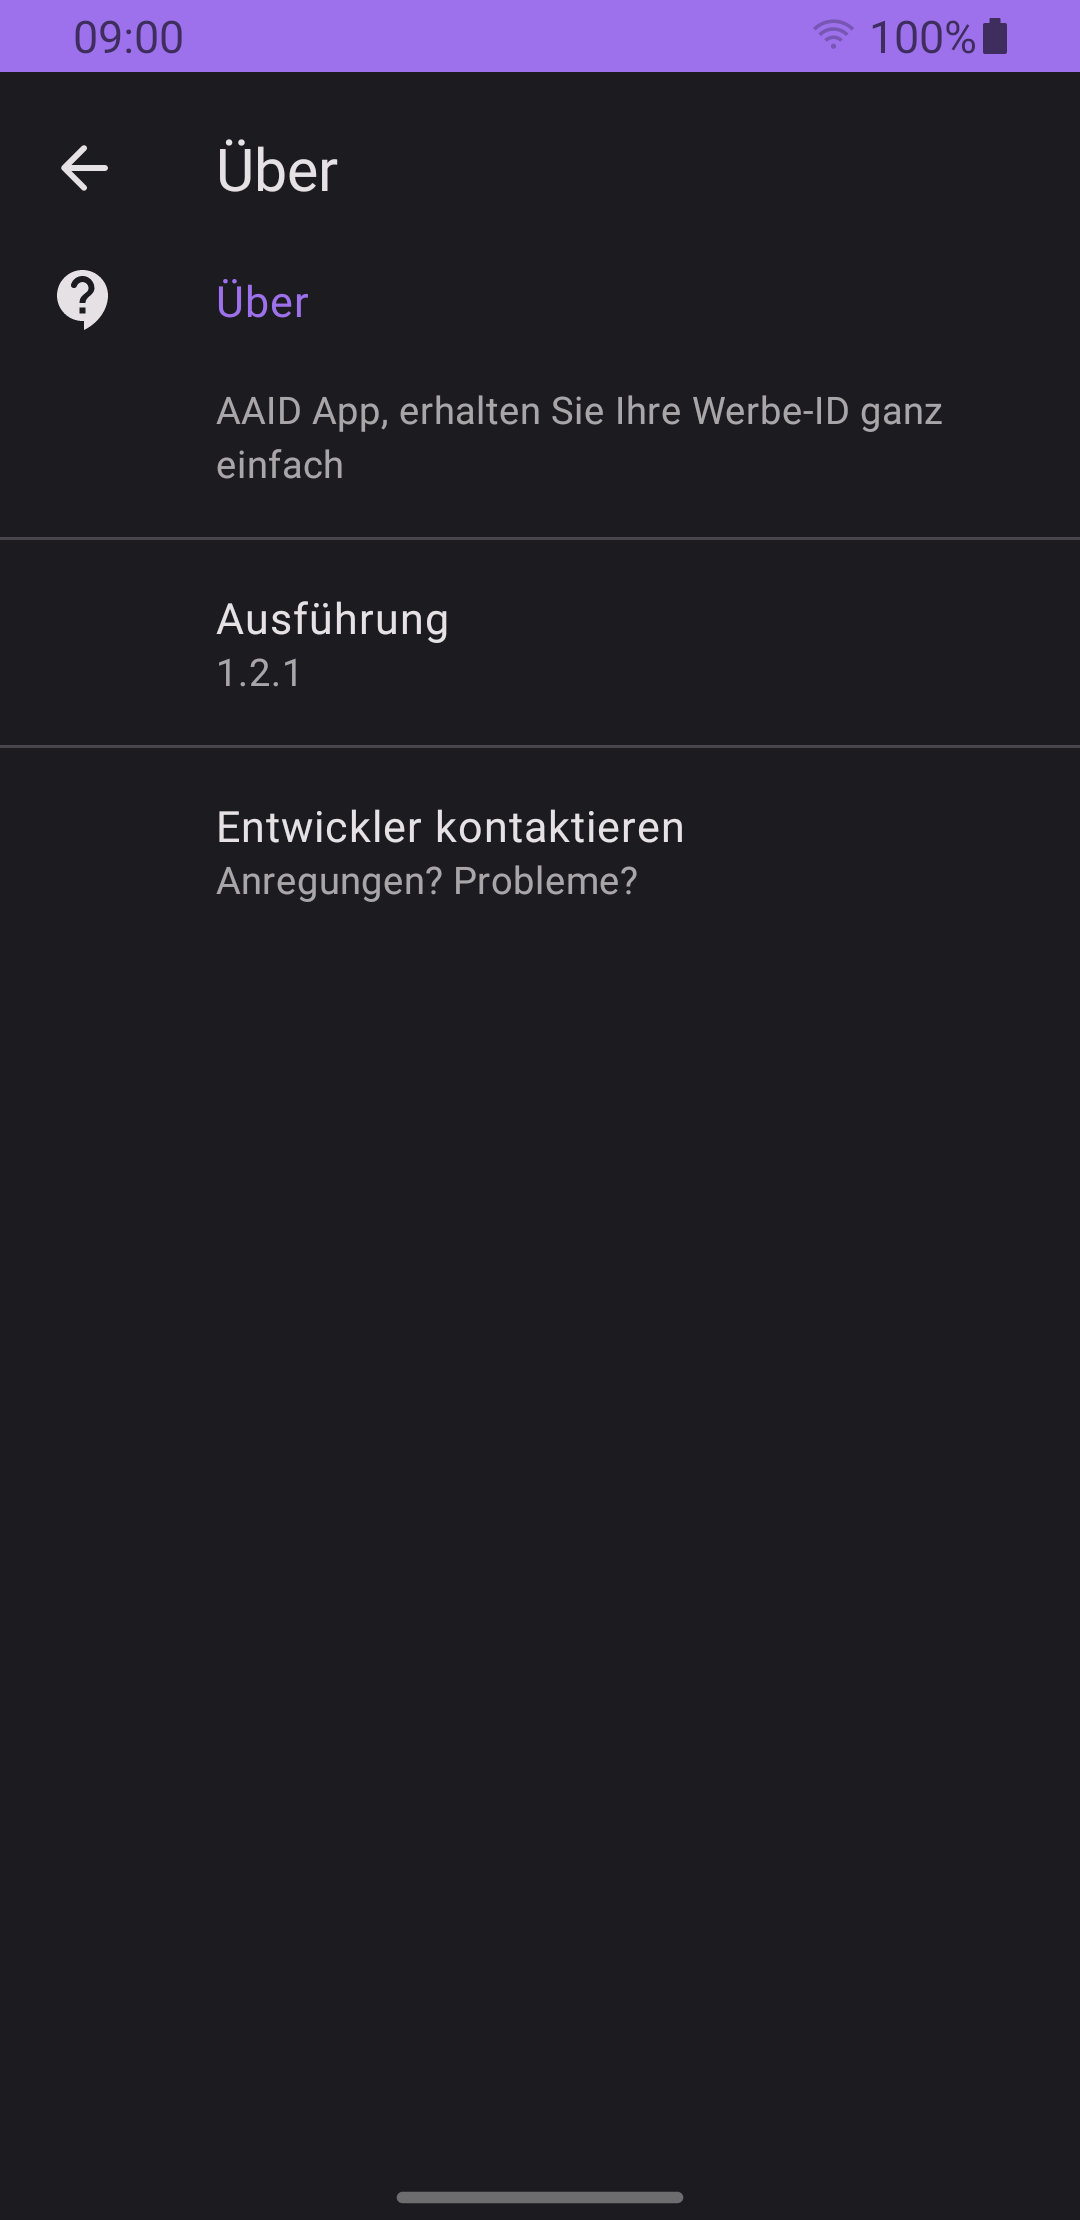 09:00 100%
Über
Über
AAID App, erhalten Sie Ihre Werbe-ID ganz
einfach
Ausführung
1.2.1
Entwickler kontaktieren
Anregungen? Probleme?